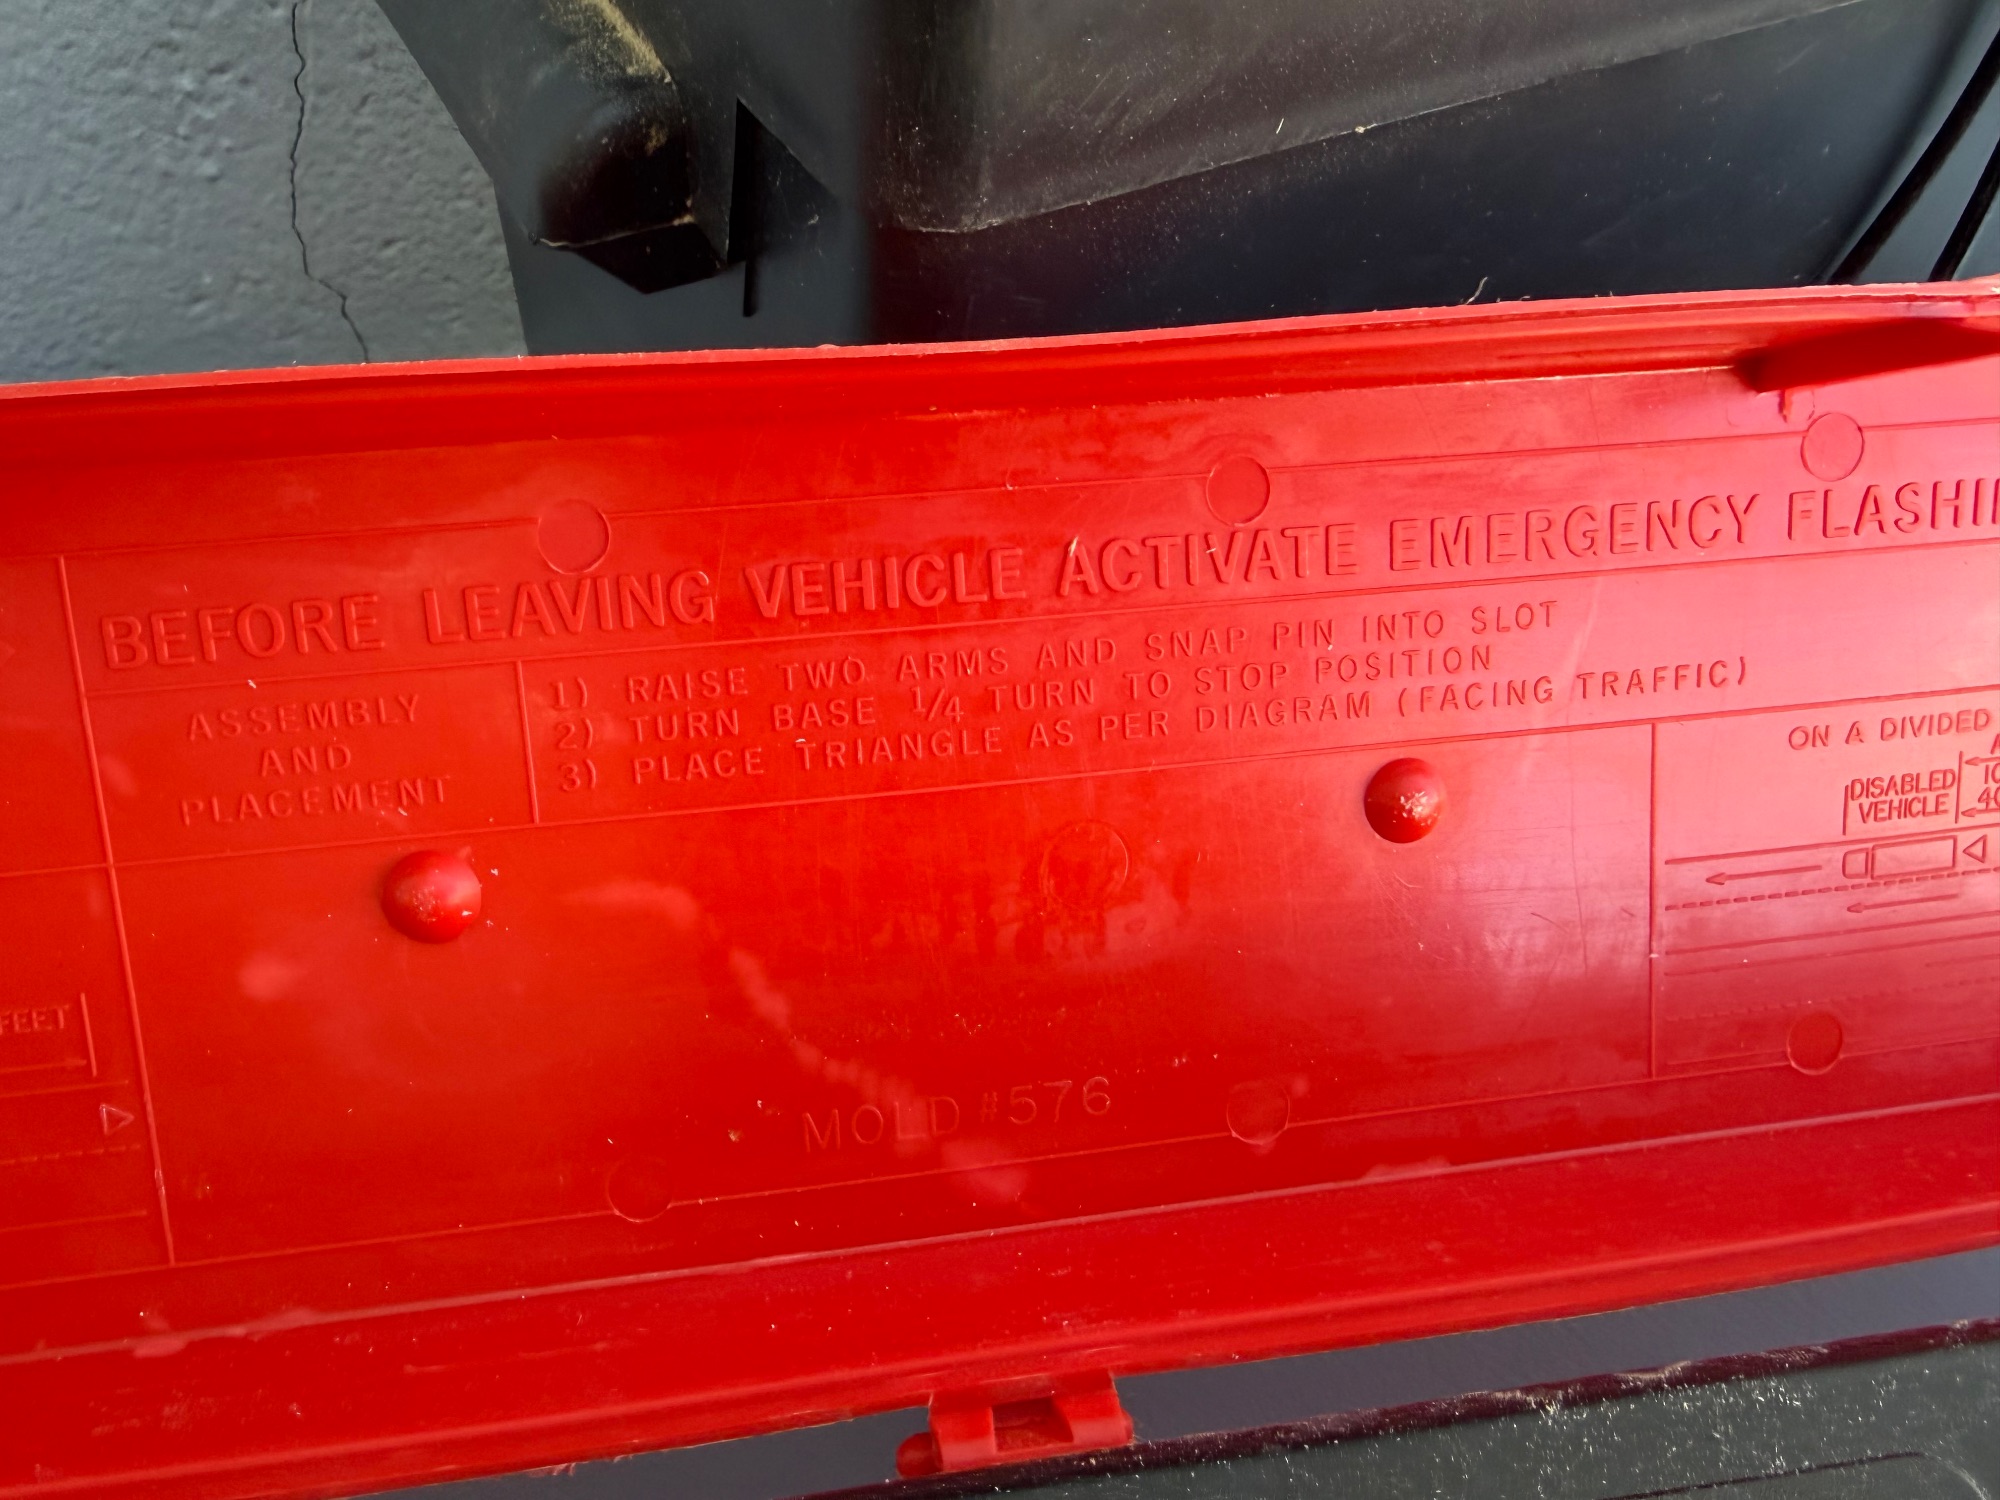 BEFORE LEAVING VEHICLE ACTIVATE EMERGENCY
ASSEMBLY
AND
PLACEMENT
1) RAISE TWO ARMS AND SNAP PIN INTO SLOT
2) TURN BASE 1/4 TURN TO STOP POSITION
3) PLACE TRIANGLE AS PER DIAGRAM (FACING TRAFFIC)
FEET
ON A DIVIDED
DISABLED
VEHICLE
MOLD #576